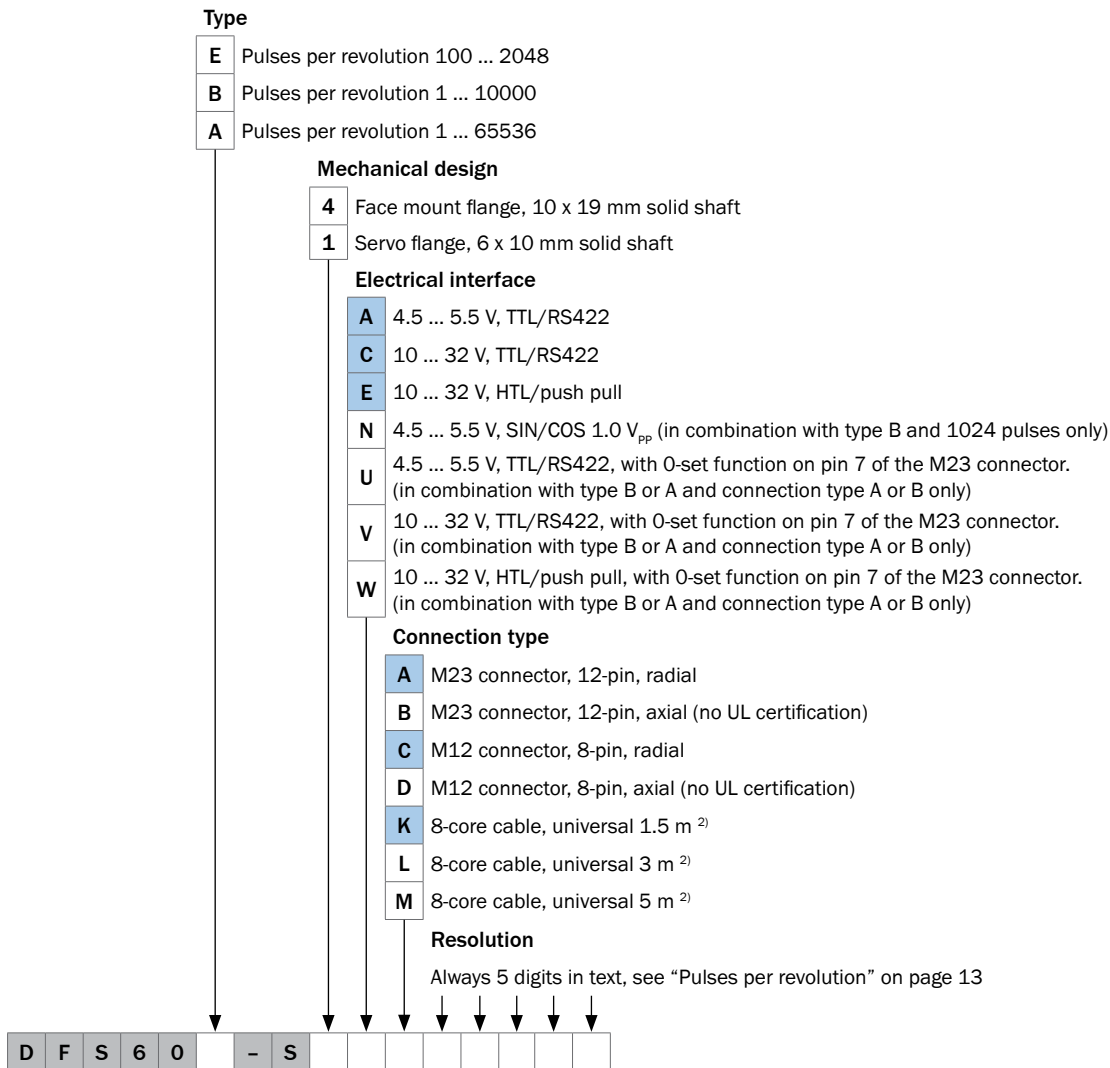 Type
E Pulses per revolution 100 ... 2048
B Pulses per revolution 1 ... 10000
A Pulses per revolution 1 ... 65536
Mechanical design
4 Face mount flange, 10 x 19 mm solid shaft
1 Servo flange, 6 x 10 mm solid shaft
Electrical interface
A 4.5 ... 5.5 V, TTL/RS422
C 10 ... 32 V, TTL/RS422
E 10 ... 32 V, HTL/push pull
N 4.5 ... 5.5 V, SIN/COS 1.0 Vpp (in combination with type B and 1024 pulses only)
U 4.5 ... 5.5 V, TTL/RS422, with 0-set function on pin 7 of the M23 connector.
(in combination with type B or A and connection type A or B only)
V 10 ... 32 V, TTL/RS422, with 0-set function on pin 7 of the M23 connector.
(in combination with type B or A and connection type A or B only)
W 10 ... 32 V, HTL/push pull, with 0-set function on pin 7 of the M23 connector.
(in combination with type B or A and connection type A or B only)
Connection type
A M23 connector, 12-pin, radial
B M23 connector, 12-pin, axial (no UL certification)
C M12 connector, 8-pin, radial
D M12 connector, 8-pin, axial (no UL certification)
K 8-core cable, universal 1.5 m 2)
L 8-core cable, universal 3 m 2)
M 8-core cable, universal 5 m 2)
Resolution
Always 5 digits in text, see “Pulses per revolution” on page 13
D F S 6 0 – S